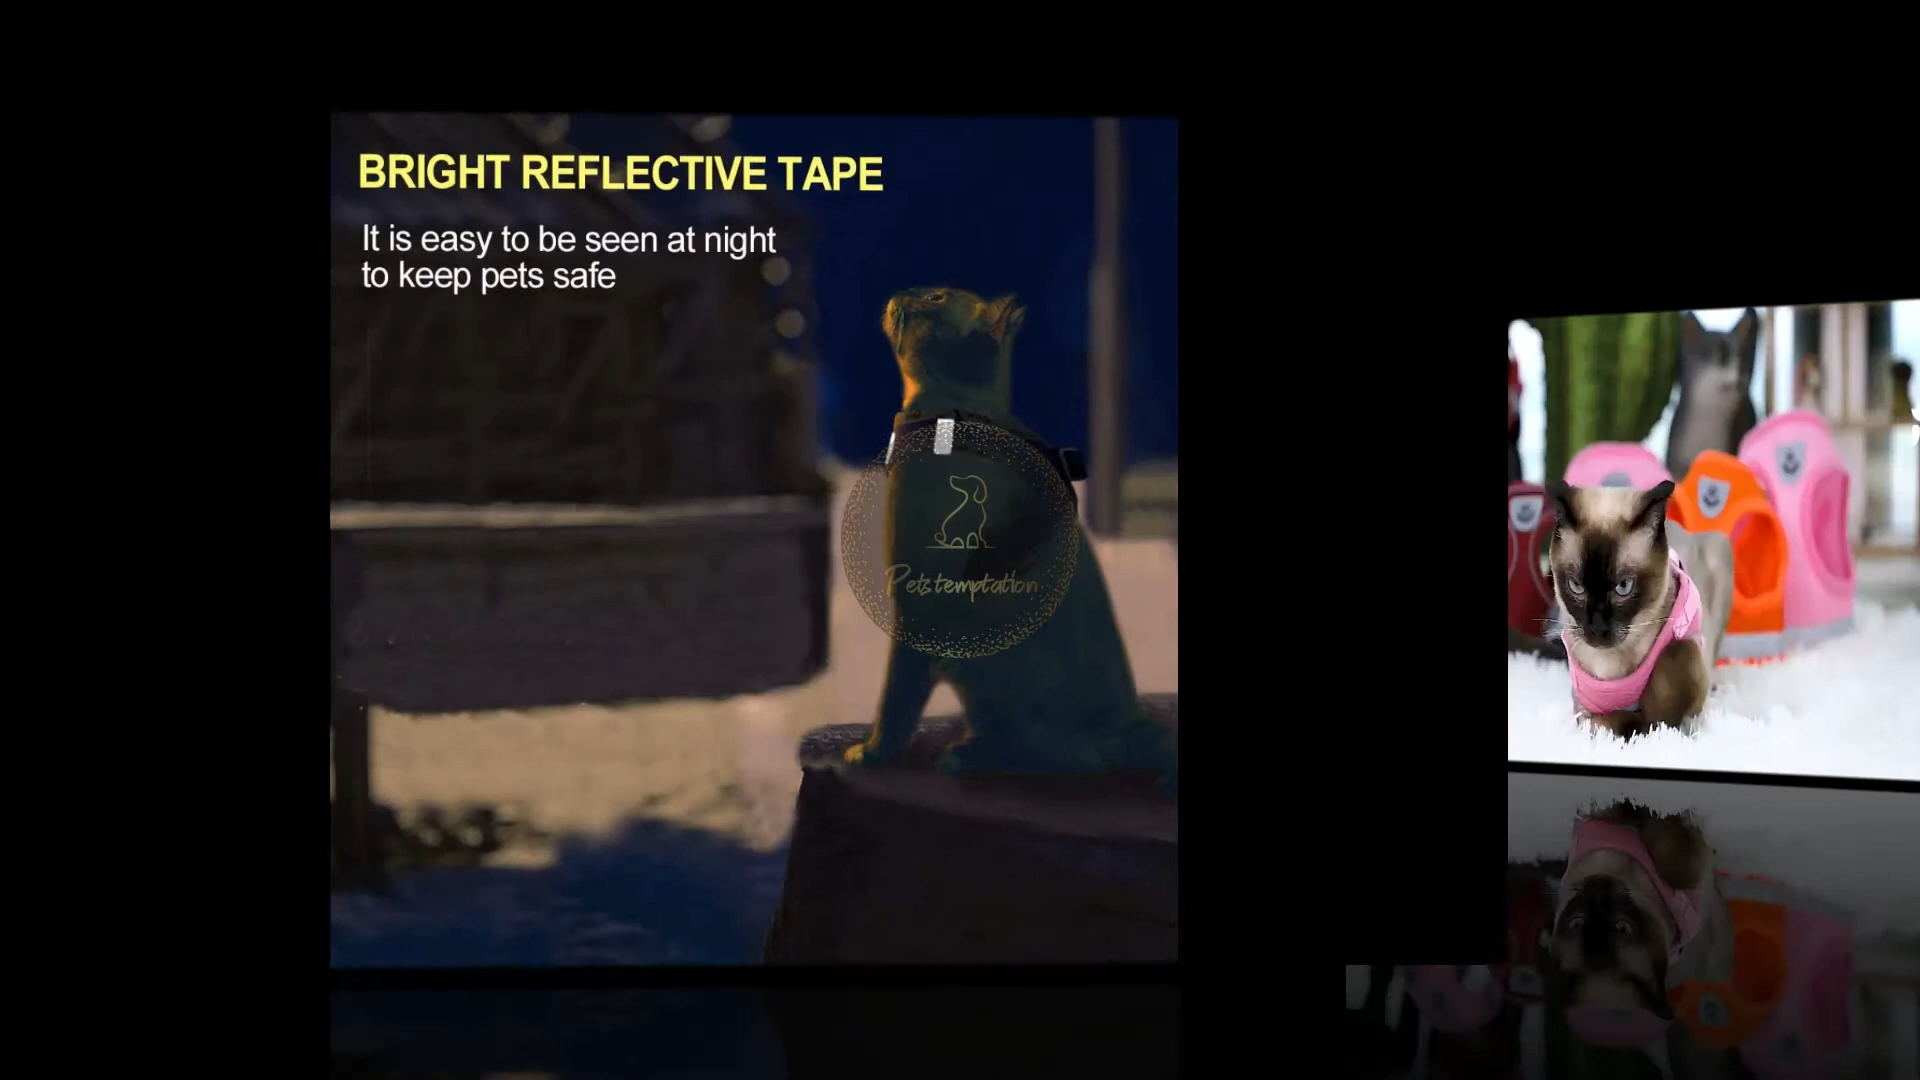 BRIGHT REFLECTIVE TAPE
It is easy to be seen at night
to keep pets safe
Petstemptation